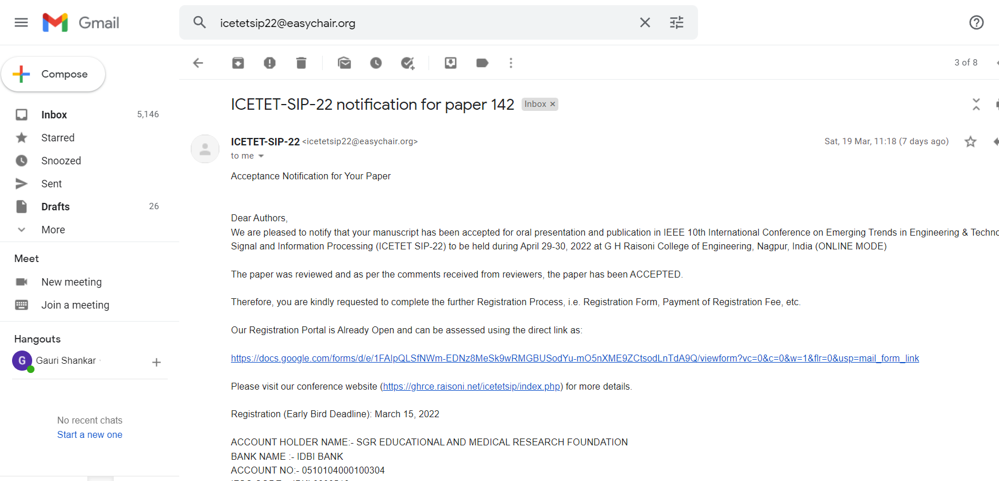 Gmail
icetetsip22@easychair.org
Compose
3 of 8
Inbox 5,146
Starred
Snoozed
Sent
Drafts 26
More
Meet
New meeting
Join a meeting
Hangouts
G Gauri Shankar
No recent chats
Start a new one
ICETET-SIP-22 notification for paper 142 Inbox ×
ICETET-SIP-22 <icetetsip22@easychair.org> Sat, 19 Mar, 11:18 (7 days ago)
to me
Acceptance Notification for Your Paper
Dear Authors,
We are pleased to notify that your manuscript has been accepted for oral presentation and publication in IEEE 10th International Conference on Emerging Trends in Engineering & Techno
Signal and Information Processing (ICETET SIP-22) to be held during April 29-30, 2022 at G H Raisoni College of Engineering, Nagpur, India (ONLINE MODE)
The paper was reviewed and as per the comments received from reviewers, the paper has been ACCEPTED.
Therefore, you are kindly requested to complete the further Registration Process, i.e. Registration Form, Payment of Registration Fee, etc.
Our Registration Portal is Already Open and can be assessed using the direct link as:
https://docs.google.com/forms/d/e/1FAIpQLSfNWm-EDNz8MeSk9wRMGBUSodYu-mO5nXME9ZCtsodLnTdA9Q/viewform?vc=0&c=0&w=1&flr=0&usp=mail_form_link
Please visit our conference website (https://ghrce.raisoni.net/icetetsip/index.php) for more details.
Registration (Early Bird Deadline): March 15, 2022
ACCOUNT HOLDER NAME:- SGR EDUCATIONAL AND MEDICAL RESEARCH FOUNDATION
BANK NAME :- IDBI BANK
ACCOUNT NO:- 0510104000100304